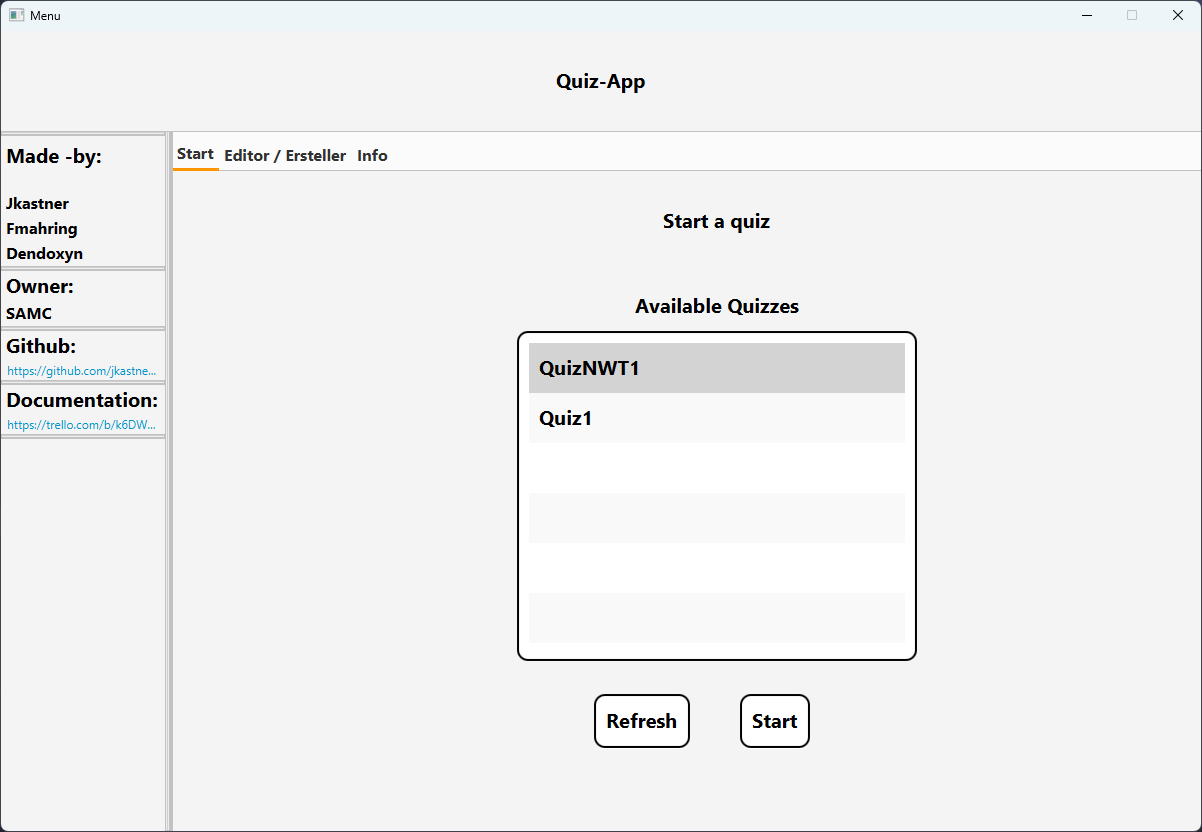 Menu
Quiz-App
Made -by:
Jkastner
Fmahring
Dendoxyn
Owner:
SAMC
Github:
https://github.com/jkastne...
Documentation:
https://trello.com/b/k6DW...
Start Editor / Ersteller Info
Start a quiz
Available Quizzes
QuizNWT1
Quiz1
Refresh Start